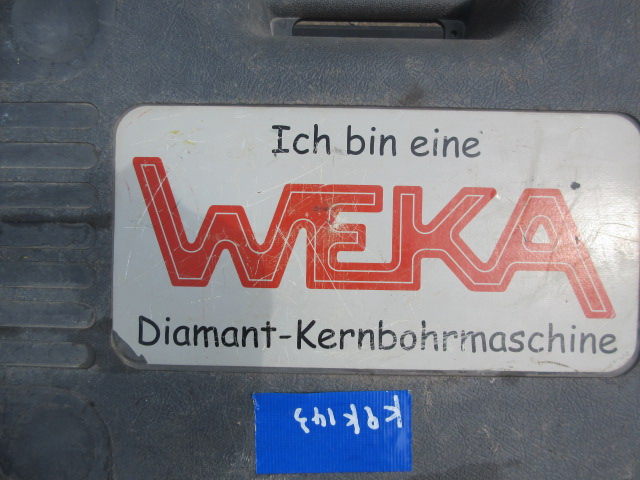 Ich bin eine
WEKA
Diamant-Kernbohrmaschine